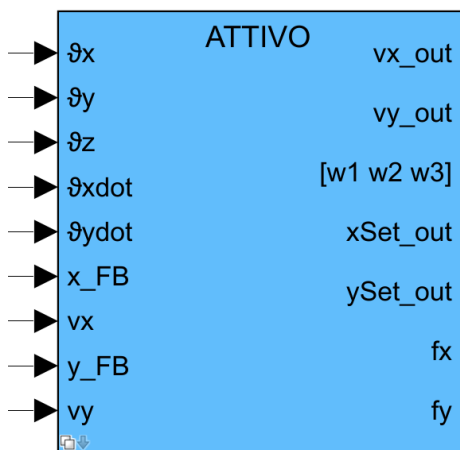 ATTIVO
ϑx
ϑy
ϑz
ϑxdot
ϑydot
x_FB
vx
y_FB
vy
vx_out
vy_out
[w1 w2 w3]
xSet_out
ySet_out
fx
fy